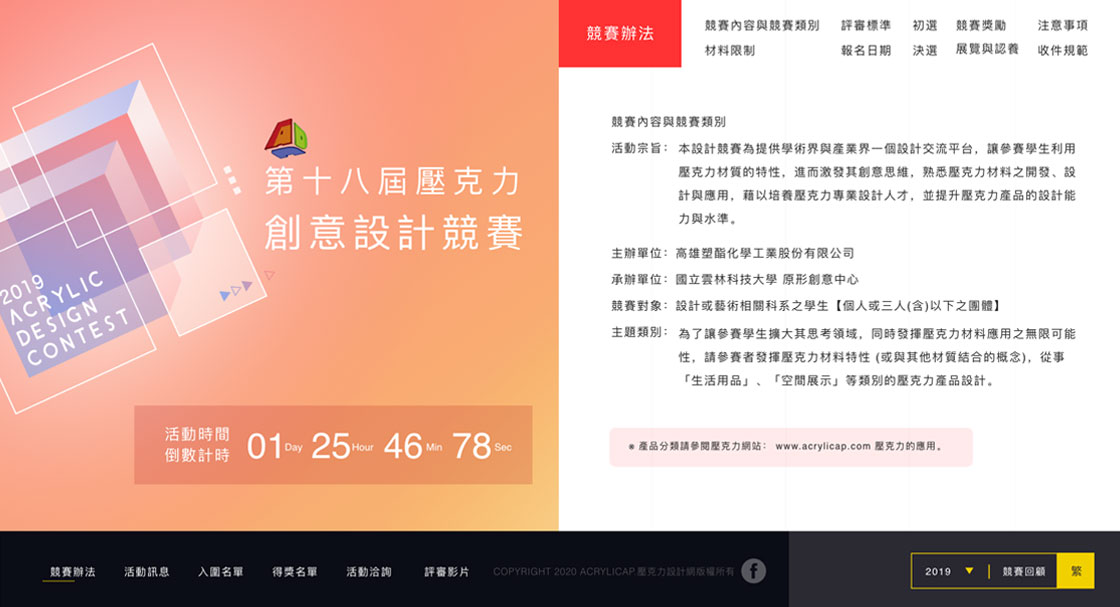 2019
ACRYLIC
DESIGN
CONTEST
第十八屆壓克力
創意設計競賽
活動時間
倒數計時
01 Day 25 Hour 46 Min 78 Sec
競賽辦法
競賽內容與競賽類別 評審標準 初選 競賽獎勵 注意事項
材料限制 報名日期 決選 展覽與認養 收件規範
競賽內容與競賽類別
活動宗旨： 本設計競賽為提供學術界與產業界一個設計交流平台，讓參賽學生利用
壓克力材質的特性，進而激發其創意思維，熟悉壓克力材料之開發、設
計與應用，藉以培養壓克力專業設計人才，並提升壓克力產品的設計能
力與水準。
主辦單位：高雄塑酯化學工業股份有限公司
承辦單位：國立雲林科技大學 原形創意中心
競賽對象：設計或藝術相關科系之學生【個人或三人(含)以下之團體】
主題類別： 為了讓參賽學生擴大其思考領域，同時發揮壓克力材料應用之無限可能
性，請參賽者發揮壓克力材料特性 (或與其他材質結合的概念)，從事
「生活用品」、「空間展示」等類別的壓克力產品設計。
※ 產品分類請參閱壓克力網站： www.acrylicap.com 壓克力的應用。
競賽辦法 活動訊息 入圍名單 得獎名單 活動洽詢 評審影片 COPYRIGHT 2020 ACRYLICAP.壓克力設計網版權所有 f
2019 ▼ | 競賽回顧 繁